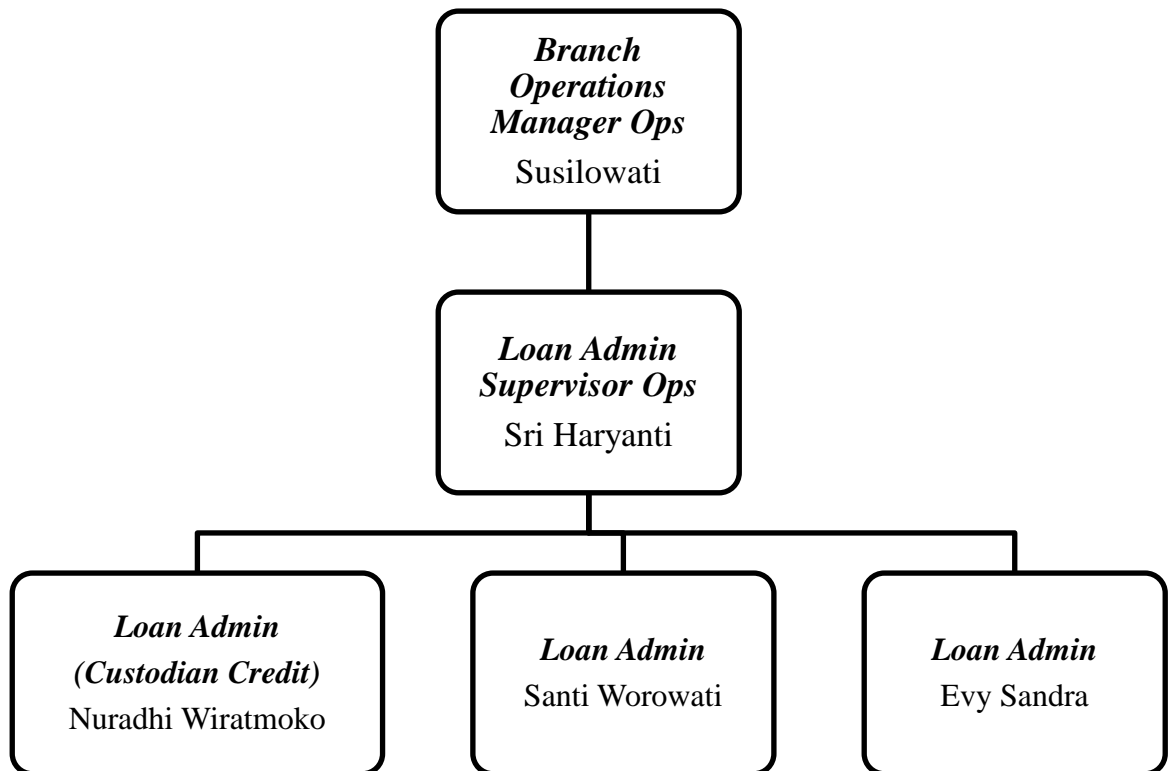 Branch
Operations
Manager Ops
Susilowati
Loan Admin
Supervisor Ops
Sri Haryanti
Loan Admin
(Custodian Credit)
Nuradhi Wiratmoko
Loan Admin
Santi Worowati
Loan Admin
Evy Sandra